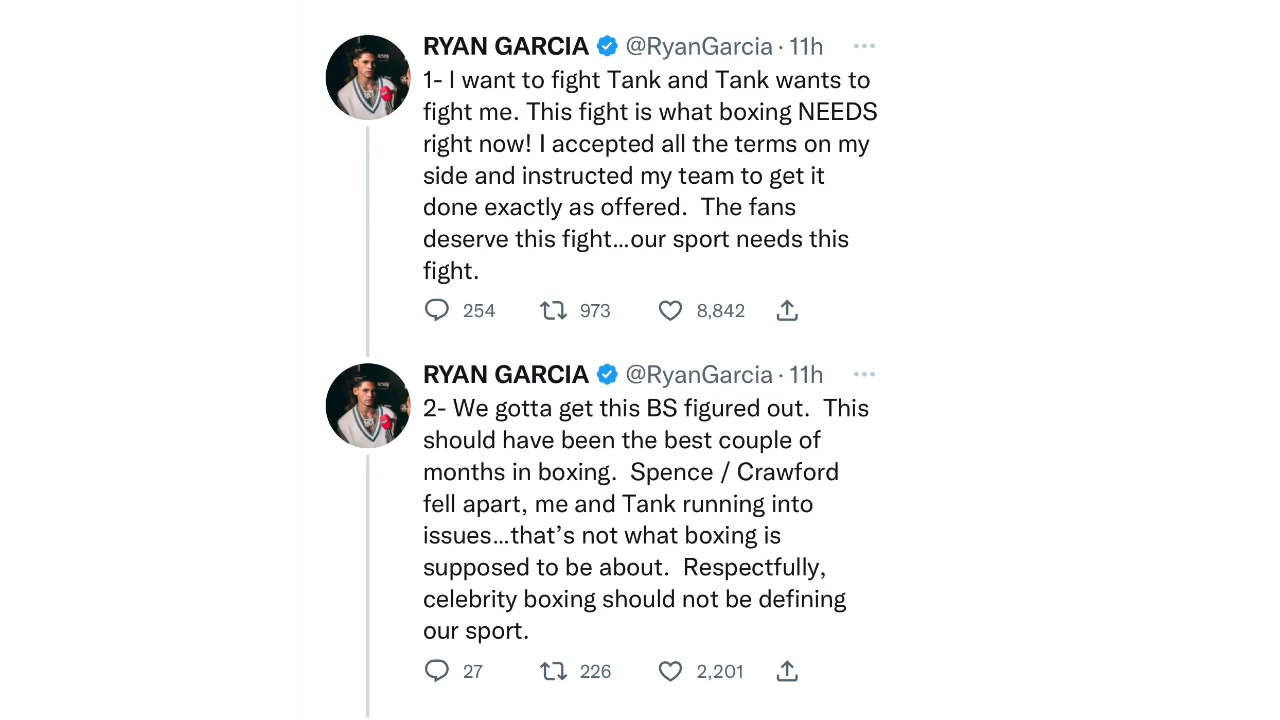 RYAN GARCIA @RyanGarcia · 11h
1- I want to fight Tank and Tank wants to
fight me. This fight is what boxing NEEDS
right now! I accepted all the terms on my
side and instructed my team to get it
done exactly as offered.  The fans
deserve this fight...our sport needs this
fight.
254 973 8,842
RYAN GARCIA @RyanGarcia · 11h
2- We gotta get this BS figured out.  This
should have been the best couple of
months in boxing.  Spence / Crawford
fell apart, me and Tank running into
issues...that’s not what boxing is
supposed to be about.  Respectfully,
celebrity boxing should not be defining
our sport.
27 226 2,201